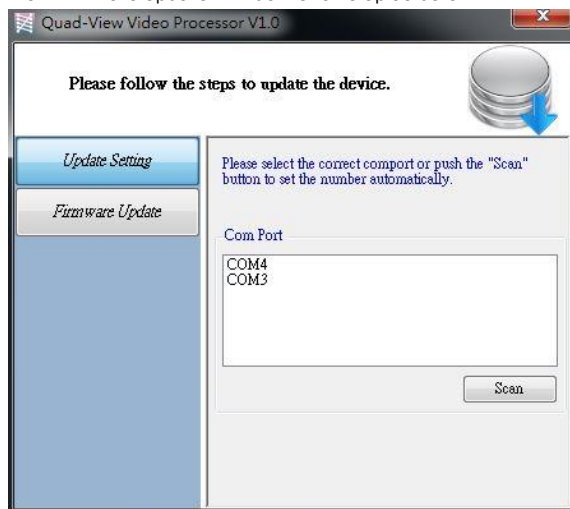 Quad-View Video Processor V1.0
Please follow the steps to update the device.
Update Setting
Firmware Update
Please select the correct comport or push the "Scan"
button to set the number automatically.
Com Port
COM4
COM3
Scan